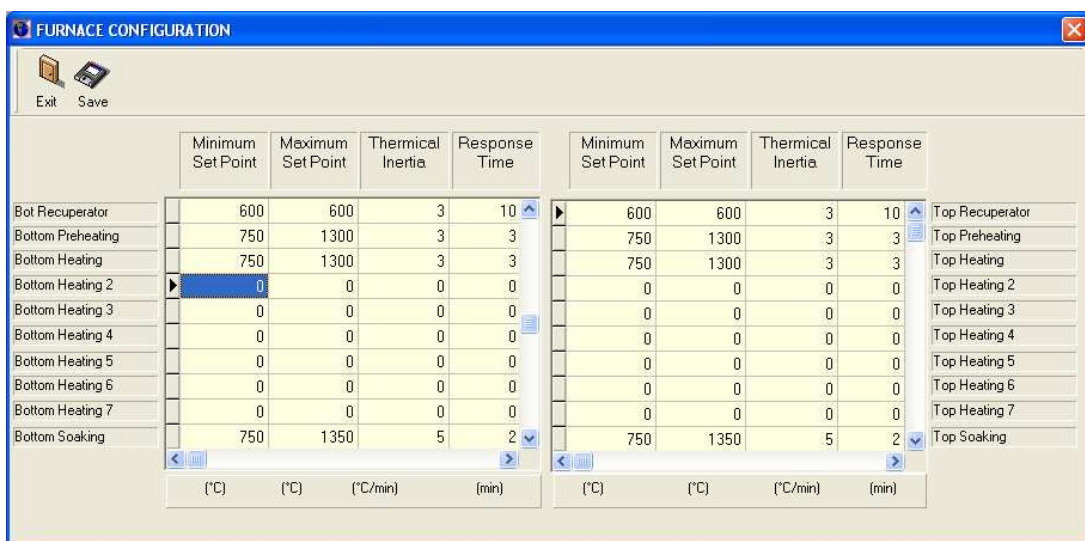 FURNACE CONFIGURATION
Exit Save
Minimum Set Point Maximum Set Point Thermical Inertia Response Time Minimum Set Point Maximum Set Point Thermical Inertia Response Time
Bot Recuperator 600 600 3 10 600 600 3 10 Top Recuperator
Bottom Preheating 750 1300 3 3 750 1300 3 3 Top Preheating
Bottom Heating 750 1300 3 3 750 1300 3 3 Top Heating
Bottom Heating 2 0 0 0 0 0 0 0 0 Top Heating 2
Bottom Heating 3 0 0 0 0 0 0 0 0 Top Heating 3
Bottom Heating 4 0 0 0 0 0 0 0 0 Top Heating 4
Bottom Heating 5 0 0 0 0 0 0 0 0 Top Heating 5
Bottom Heating 6 0 0 0 0 0 0 0 0 Top Heating 6
Bottom Heating 7 0 0 0 0 0 0 0 0 Top Heating 7
Bottom Soaking 750 1350 5 2 750 1350 5 2 Top Soaking
(°C) (°C) (°C/min) (min) (°C) (°C) (°C/min) (min)